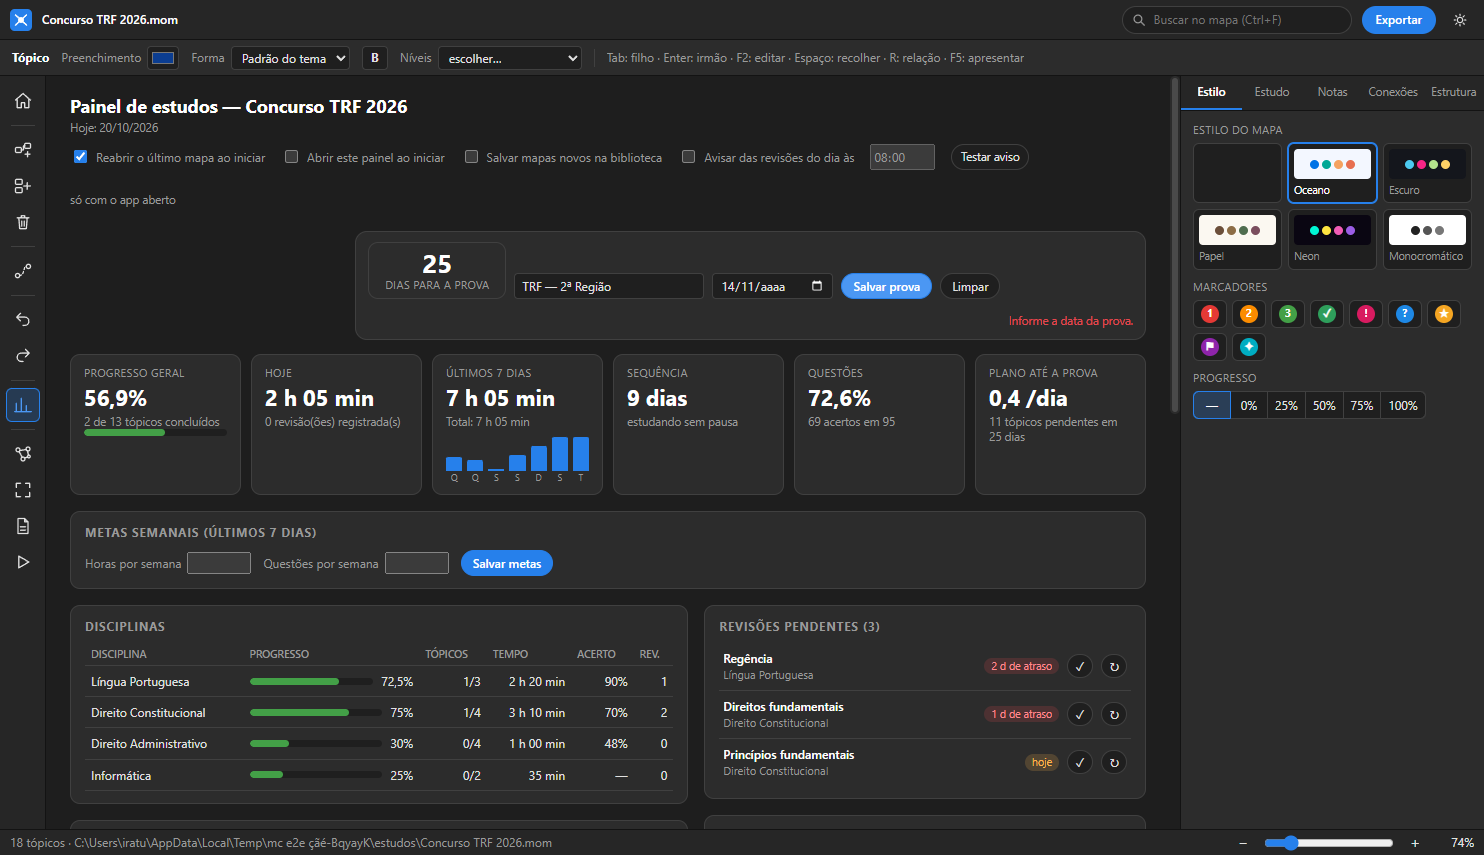 Concurso TRF 2026.mom
Buscar no mapa (Ctrl+F)
Exportar
Tópico Preenchimento Forma Padrão do tema B Níveis escolher... Tab: filho · Enter: irmão · F2: editar · Espaço: recolher · R: relação · F5: apresentar
Painel de estudos — Concurso TRF 2026
Hoje: 20/10/2026
Reabrir o último mapa ao iniciar Abrir este painel ao iniciar Salvar mapas novos na biblioteca Avisar das revisões do dia às 08:00 Testar aviso
só com o app aberto
25
DIAS PARA A PROVA
TRF — 2ª Região 14/11/aaaa Salvar prova Limpar
Informe a data da prova.
PROGRESSO GERAL
56,9%
2 de 13 tópicos concluídos
HOJE
2 h 05 min
0 revisão(ões) registrada(s)
ÚLTIMOS 7 DIAS
7 h 05 min
Total: 7 h 05 min
Q Q S S D S T
SEQUÊNCIA
9 dias
estudando sem pausa
QUESTÕES
72,6%
69 acertos em 95
PLANO ATÉ A PROVA
0,4 /dia
11 tópicos pendentes em
25 dias
METAS SEMANAIS (ÚLTIMOS 7 DIAS)
Horas por semana Questões por semana Salvar metas
DISCIPLINAS
DISCIPLINA PROGRESSO TÓPICOS TEMPO ACERTO REV.
Língua Portuguesa 72,5% 1/3 2 h 20 min 90% 1
Direito Constitucional 75% 1/4 3 h 10 min 70% 2
Direito Administrativo 30% 0/4 1 h 00 min 48% 0
Informática 25% 0/2 35 min — 0
REVISÕES PENDENTES (3)
Regência
Língua Portuguesa
2 d de atraso ✓ ↻
Direitos fundamentais
Direito Constitucional
1 d de atraso ✓ ↻
Princípios fundamentais
Direito Constitucional
hoje ✓ ↻
Estilo Estudo Notas Conexões Estrutura
ESTILO DO MAPA
Oceano Escuro
Papel Neon Monocromático
MARCADORES
1 2 3 ✓ ! ? ★
PROGRESSO
— 0% 25% 50% 75% 100%
18 tópicos · C:\Users\iratu\AppData\Local\Temp\mc e2e çãé-BqyayK\estudos\Concurso TRF 2026.mom
− + 74%